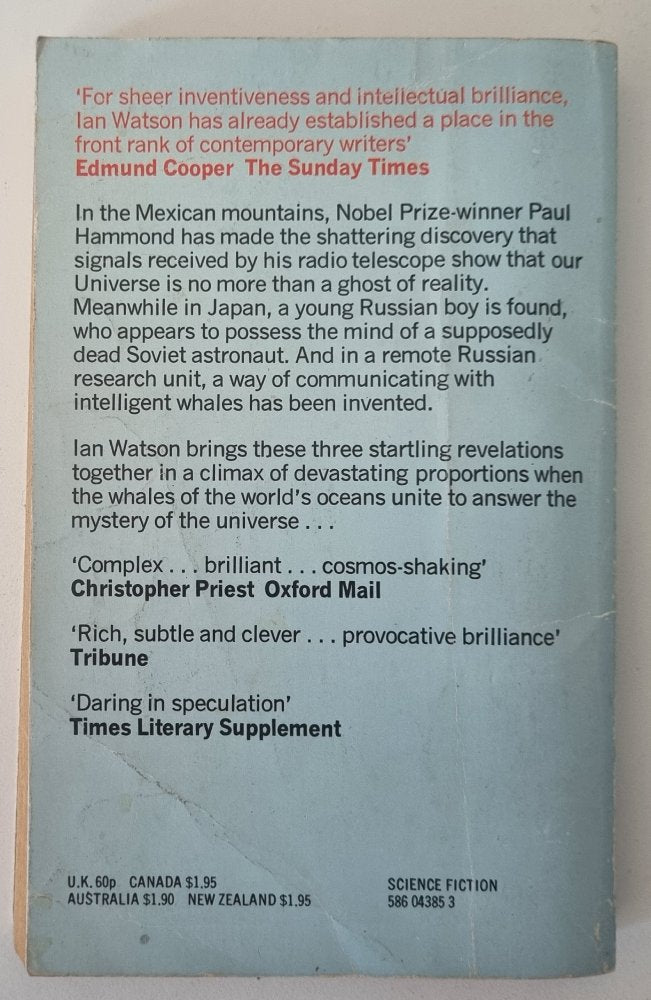 ‘For sheer inventiveness and intellectual brilliance,
Ian Watson has already established a place in the
front rank of contemporary writers’
Edmund Cooper The Sunday Times
In the Mexican mountains, Nobel Prize-winner Paul
Hammond has made the shattering discovery that
signals received by his radio telescope show that our
Universe is no more than a ghost of reality.
Meanwhile in Japan, a young Russian boy is found,
who appears to possess the mind of a supposedly
dead Soviet astronaut. And in a remote Russian
research unit, a way of communicating with
intelligent whales has been invented.
Ian Watson brings these three startling revelations
together in a climax of devastating proportions when
the whales of the world’s oceans unite to answer the
mystery of the universe . . .
‘Complex . . . brilliant . . . cosmos-shaking’
Christopher Priest Oxford Mail
‘Rich, subtle and clever . . . provocative brilliance’
Tribune
‘Daring in speculation’
Times Literary Supplement
U.K. 60p CANADA $1.95
AUSTRALIA $1.90 NEW ZEALAND $1.95
SCIENCE FICTION
586 04385 3